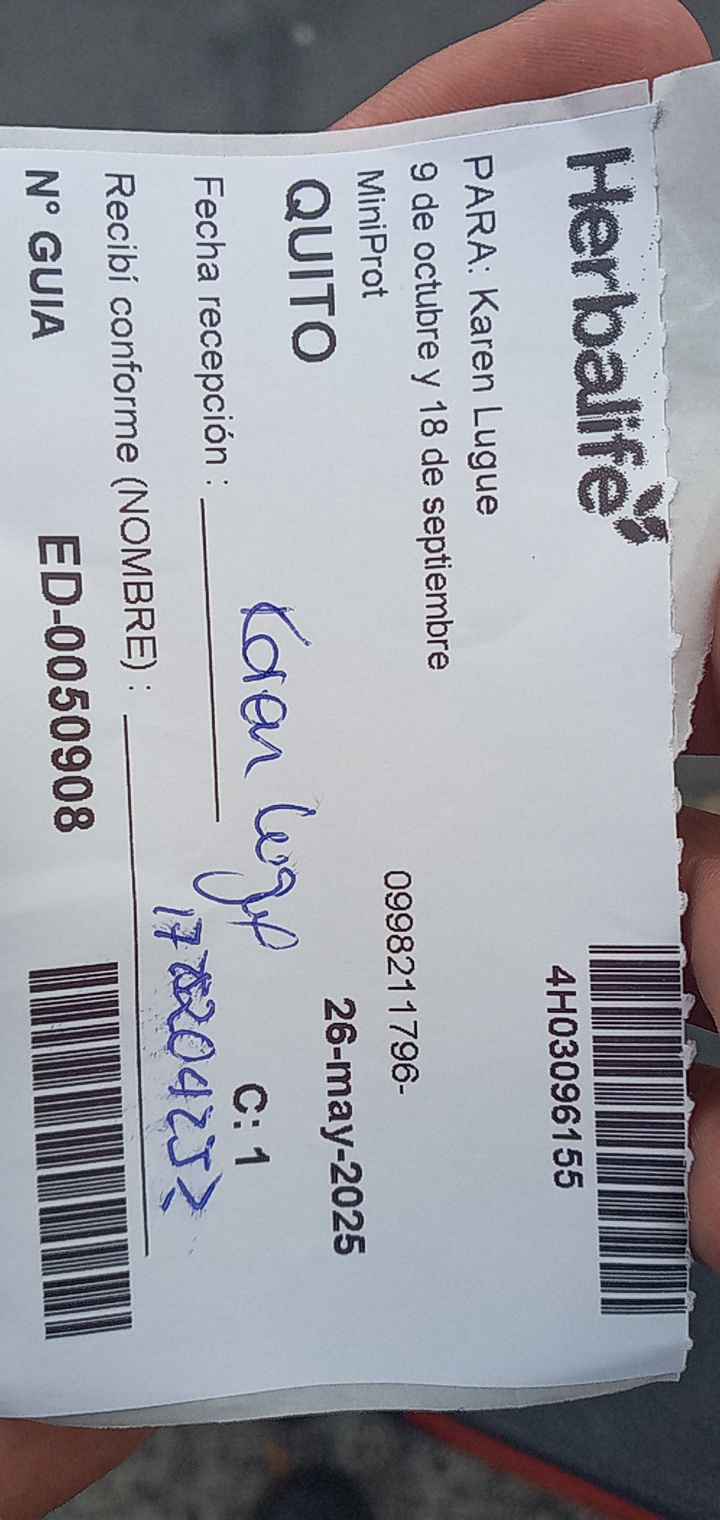 Herbalife
4H03096155
PARA: Karen Lugue
9 de octubre y 18 de septiembre
MiniProt
0998211796-
QUITO
26-may-2025
Fecha recepción :
Karen Lugue
C: 1
Recibí conforme (NOMBRE) :
Nº GUIA
ED-0050908